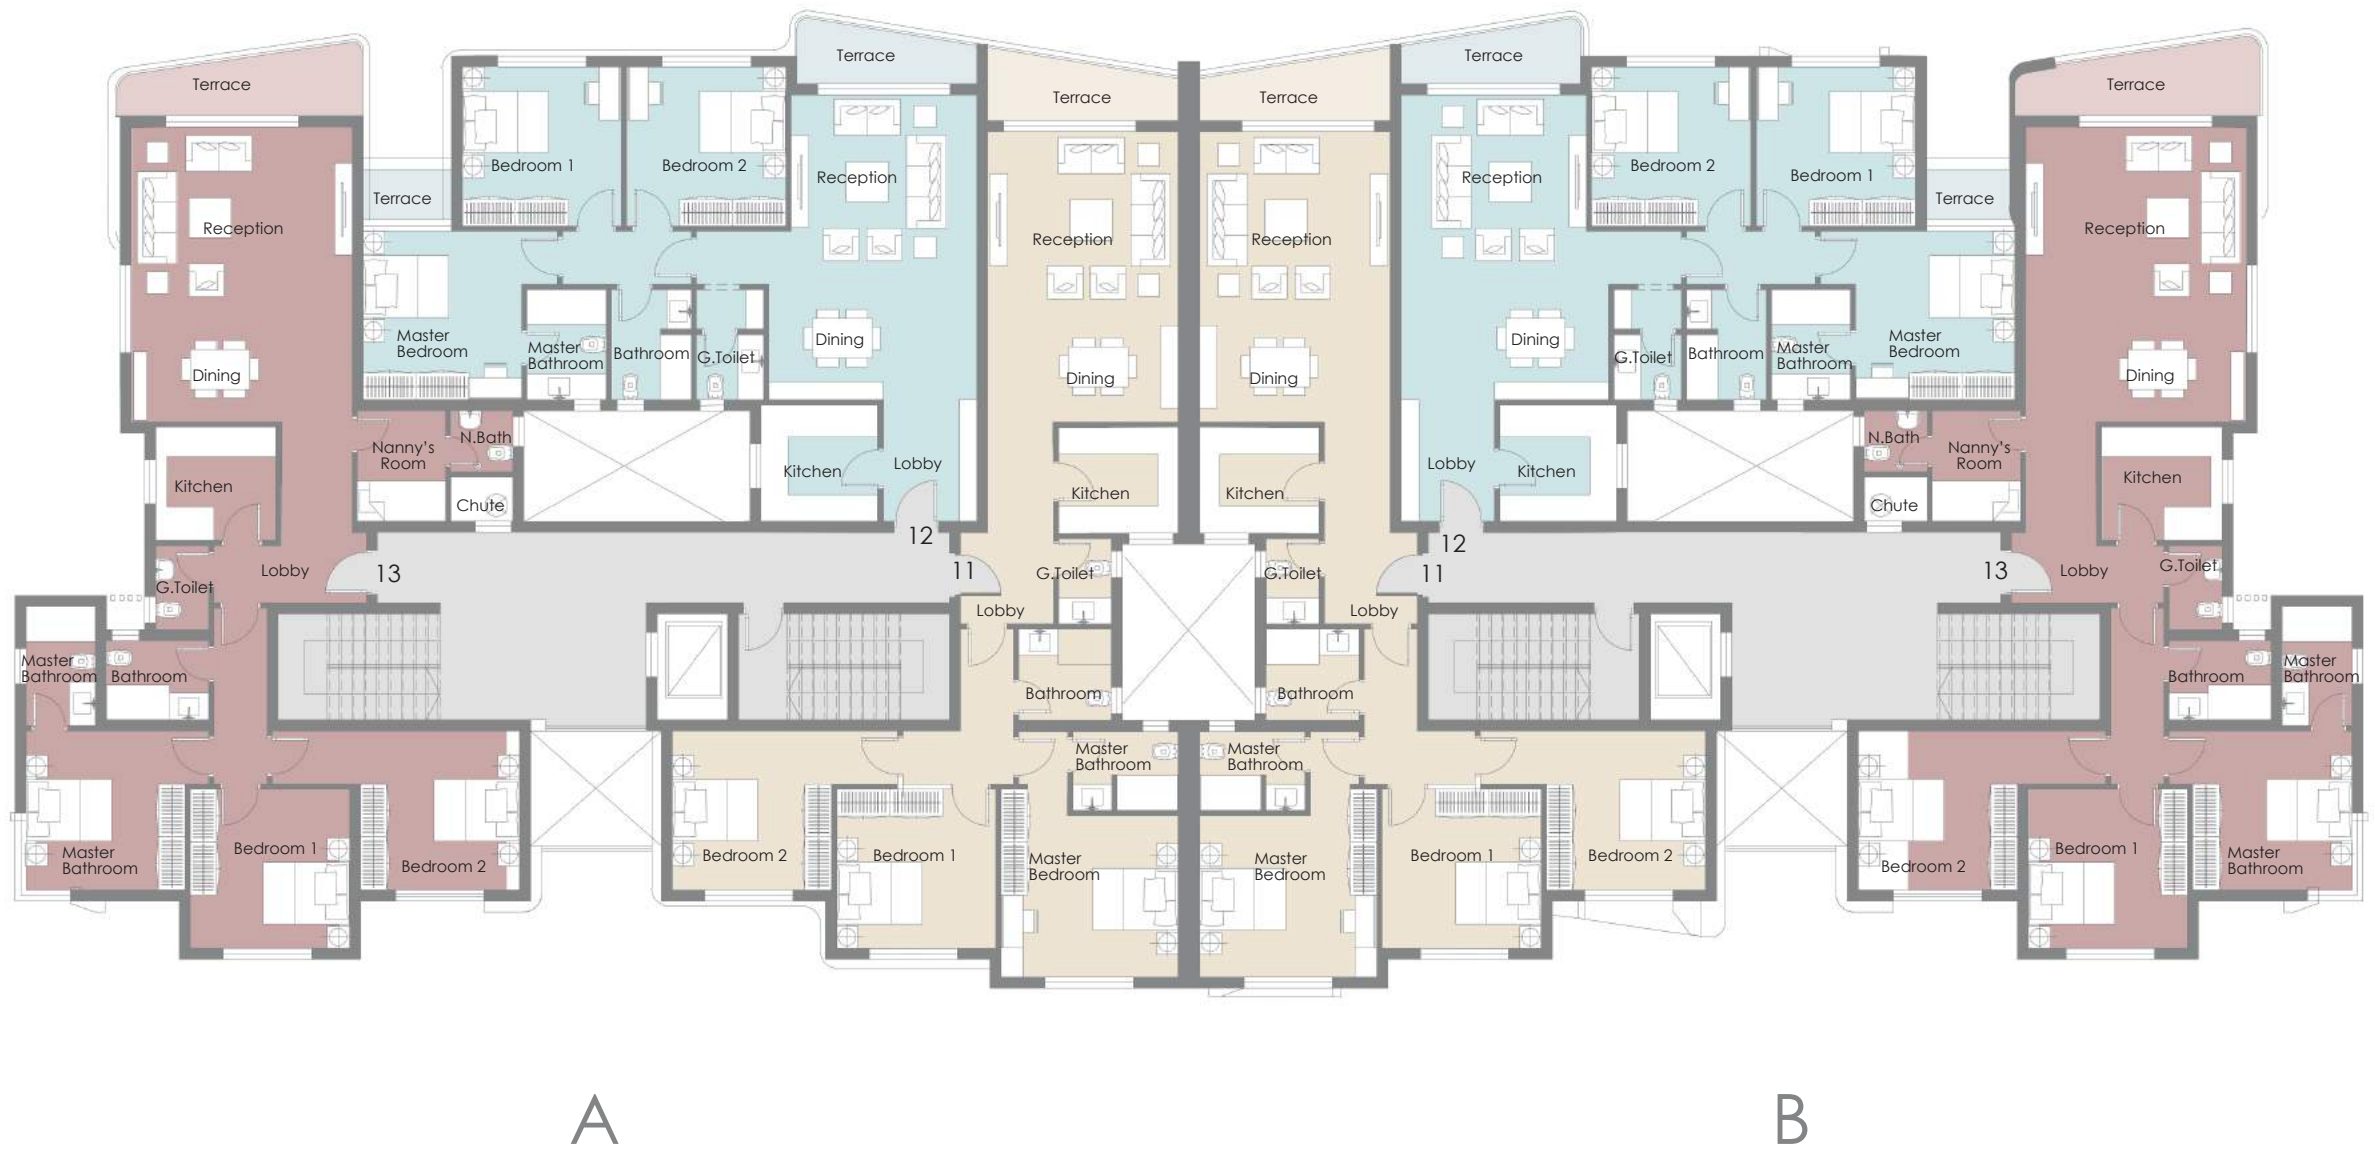 Terrace
Terrace
Terrace
Terrace
Terrace
Terrace
Terrace
Terrace
Bedroom 1
Bedroom 2
Reception
Reception
Bedroom 2
Bedroom 1
Terrace
Terrace
Reception
Reception
Reception
Reception
Master
Bedroom
Master
Bathroom
Bathroom
G.Toilet
Dining
Dining
G.Toilet
Bathroom
Master
Bathroom
Master
Bedroom
Dining
Dining
Dining
Dining
Nanny's
Room
N.Bath
Kitchen
Lobby
Lobby
Kitchen
N.Bath
Nanny's
Room
Kitchen
Chute
Kitchen
Kitchen
Chute
Kitchen
12
12
13
11
11
13
Lobby
G.Toilet
G.Toilet
G.Toilet
Lobby
G.Toilet
Lobby
Lobby
Master
Bathroom
Bathroom
Bathroom
Bathroom
Bathroom
Master
Bathroom
Master
Bathroom
Master
Bathroom
Master
Bathroom
Bedroom 1
Bedroom 2
Bedroom 2
Bedroom 1
Master
Bedroom
Master
Bedroom
Bedroom 1
Bedroom 2
Bedroom 2
Bedroom 1
Master
Bathroom
A
B